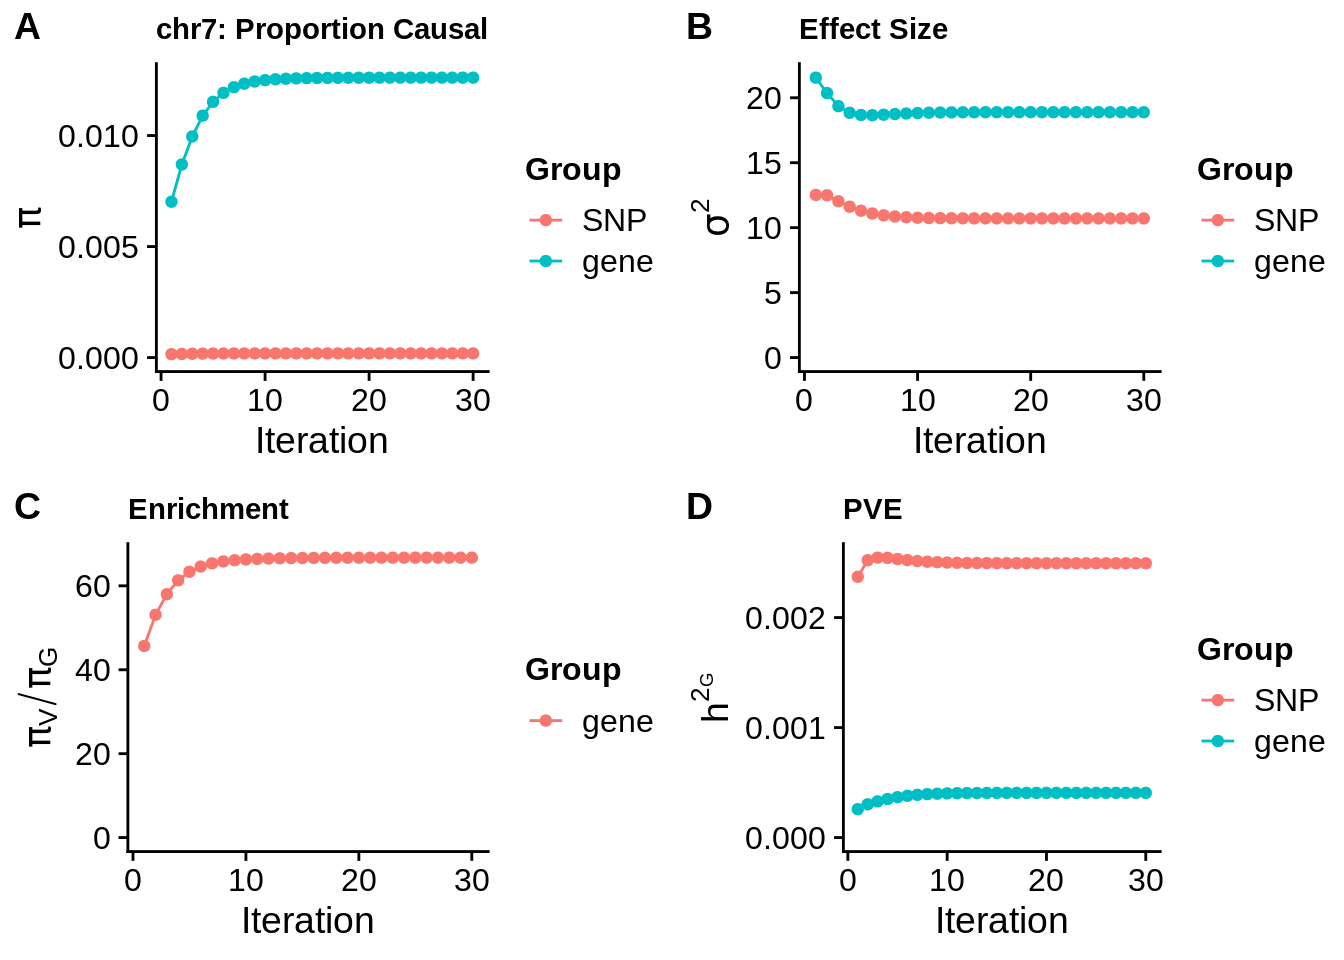 A
chr7: Proportion Causal
π
0.010
0.005
0.000
0 10 20 30
Iteration
Group
SNP
gene
B
Effect Size
σ2
20
15
10
5
0
0 10 20 30
Iteration
Group
SNP
gene
C
Enrichment
πV/πG
60
40
20
0
0 10 20 30
Iteration
Group
gene
D
PVE
h2G
0.002
0.001
0.000
0 10 20 30
Iteration
Group
SNP
gene